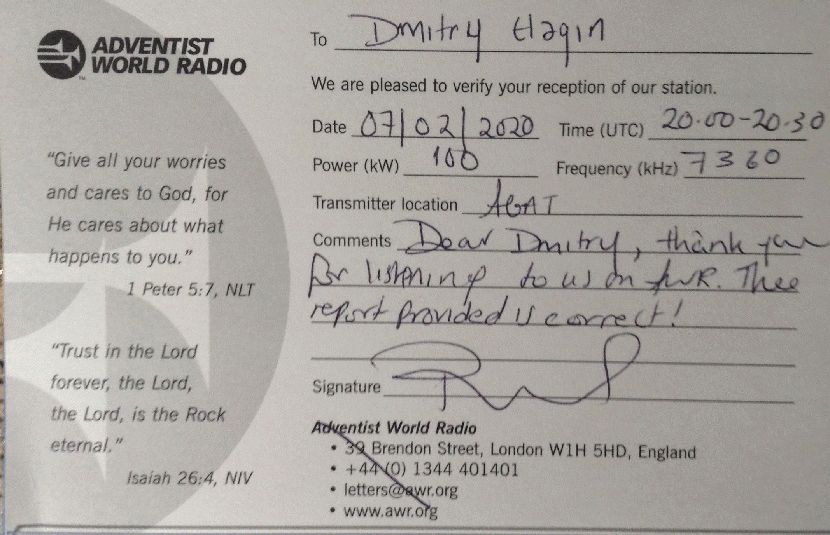 ADVENTIST
WORLD RADIO
"Give all your worries
and cares to God, for
He cares about what
happens to you."
1 Peter 5:7, NLT
"Trust in the Lord
forever, the Lord,
the Lord, is the Rock
eternal."
Isaiah 26:4, NIV
To Dmitry Elagin
We are pleased to verify your reception of our station.
Date 07/02/2020 Time (UTC) 20.00-20.30
Power (kW) 100 Frequency (kHz) 7360
Transmitter location AGAT
Comments Dear Dmitry, thank you
for listening to us on AWR. Thee
report provided is correct!
Signature
Adventist World Radio
• 39 Brendon Street, London W1H 5HD, England
• +44 (0) 1344 401401
• letters@awr.org
• www.awr.org